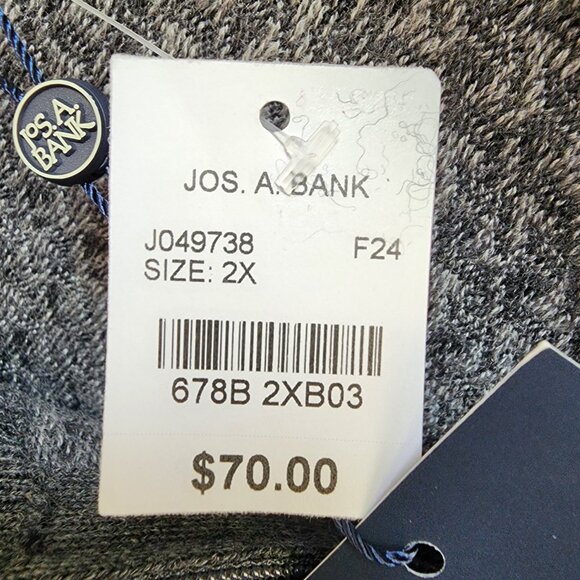 JOS. A.
BANK
JOS. A. BANK
J049738 F24
SIZE: 2X
678B 2XB03
$70.00